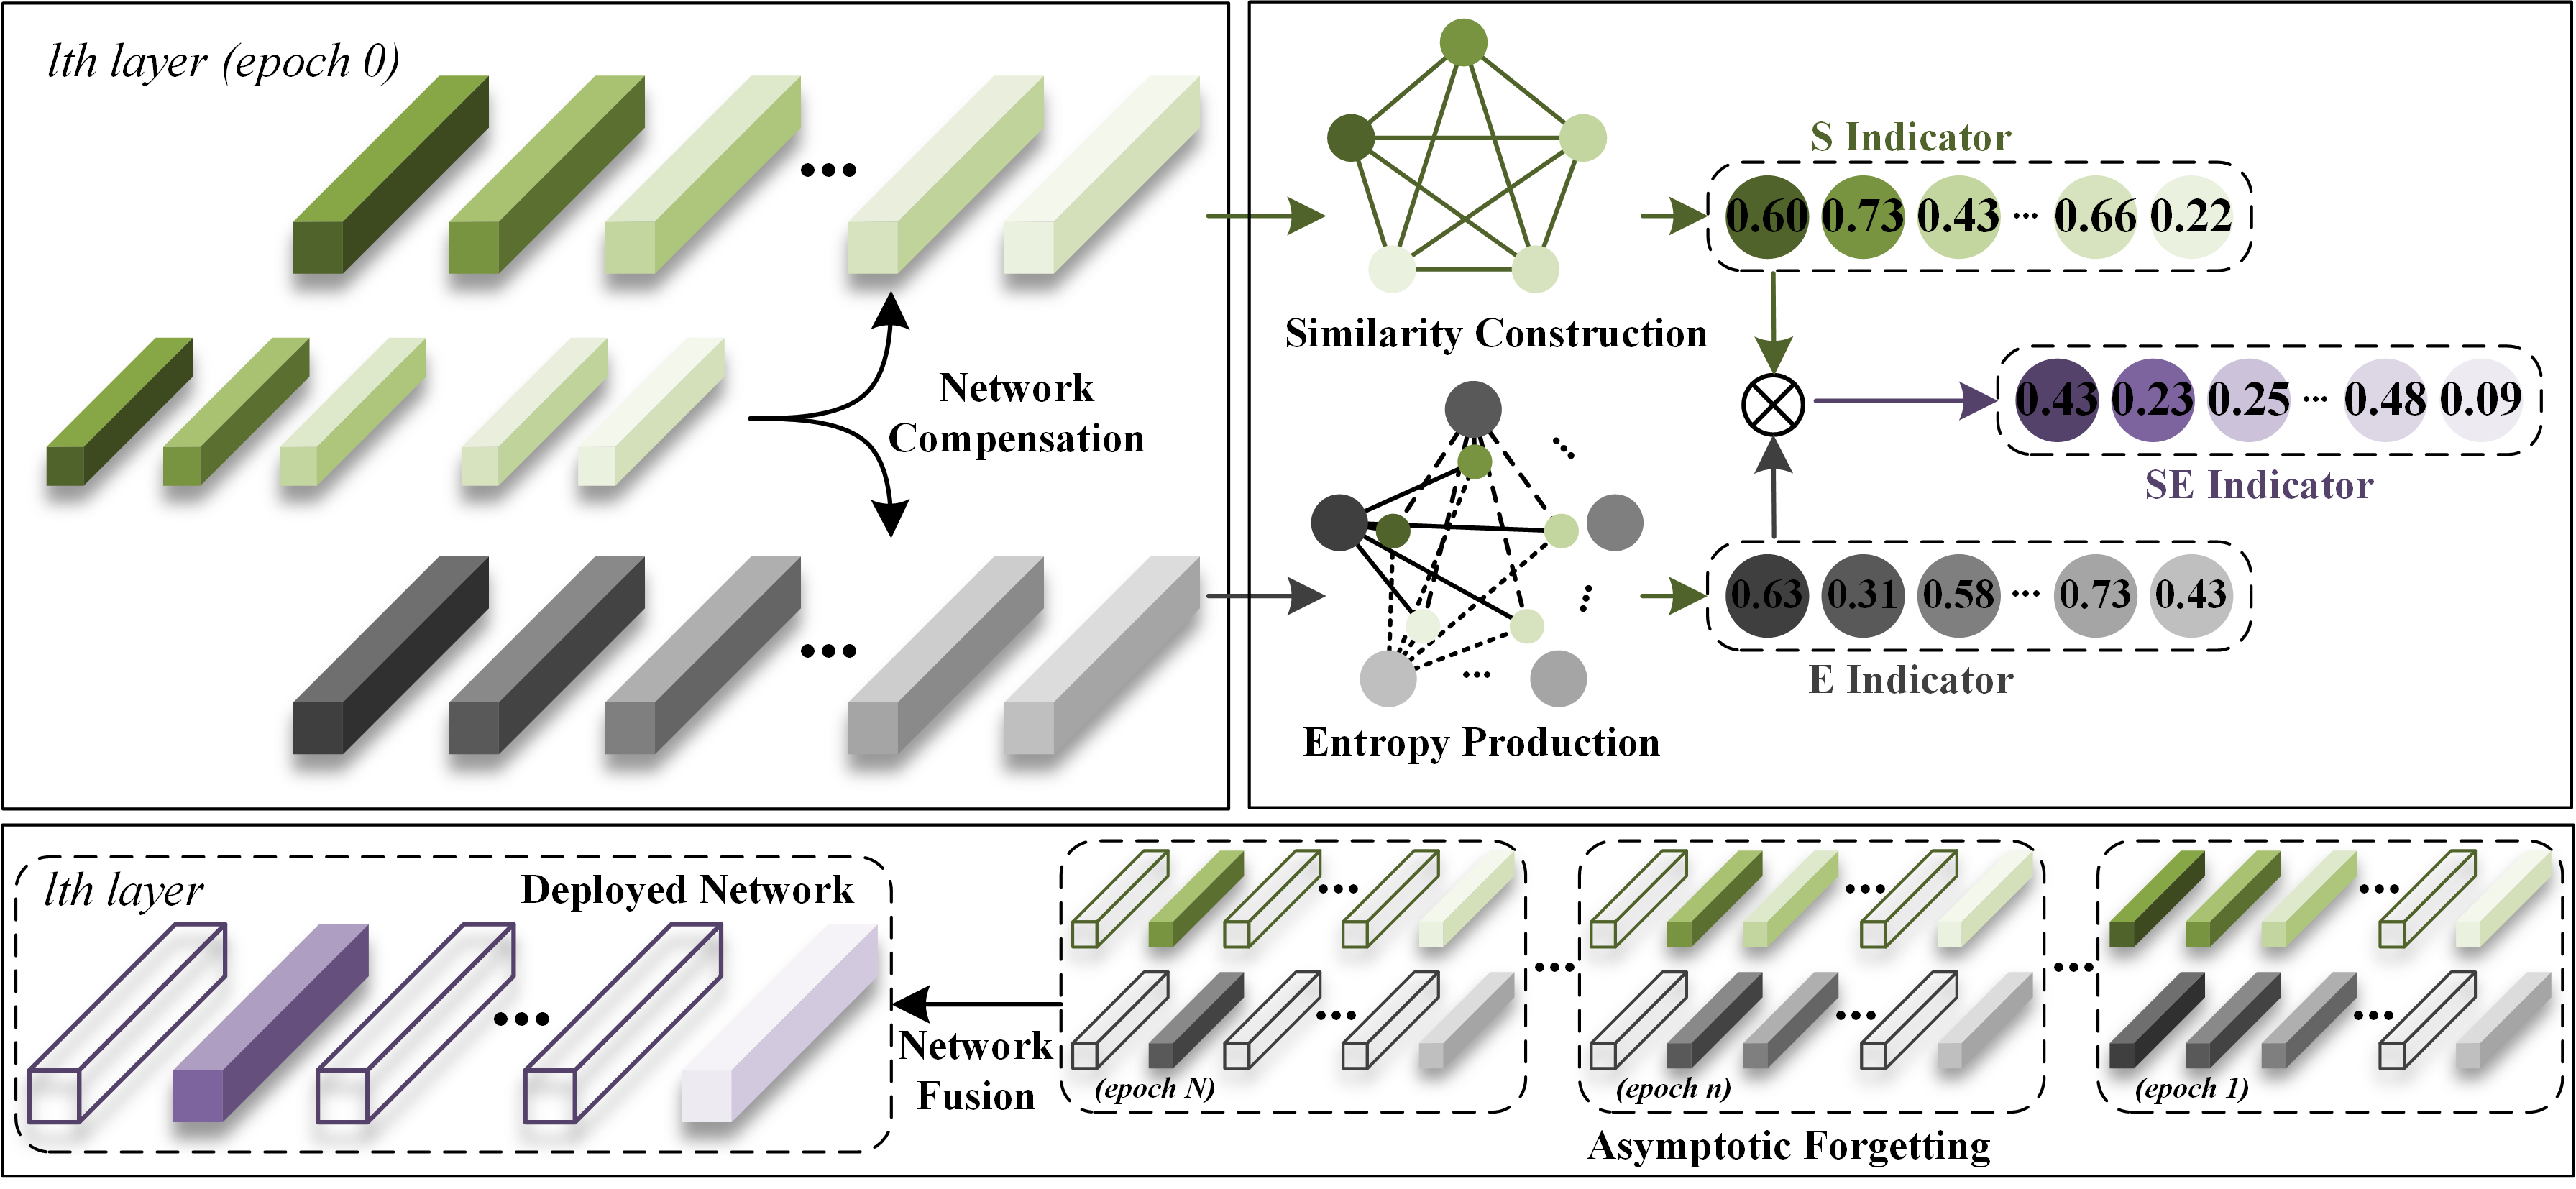 lth layer (epoch 0)
Network
Compensation
Similarity Construction
S Indicator
0.60 0.73 0.43 ··· 0.66 0.22
0.43 0.23 0.25 ··· 0.48 0.09
SE Indicator
0.63 0.31 0.58 ··· 0.73 0.43
E Indicator
Entropy Production
lth layer
Deployed Network
Network
Fusion
(epoch N)
(epoch n)
(epoch 1)
Asymptotic Forgetting